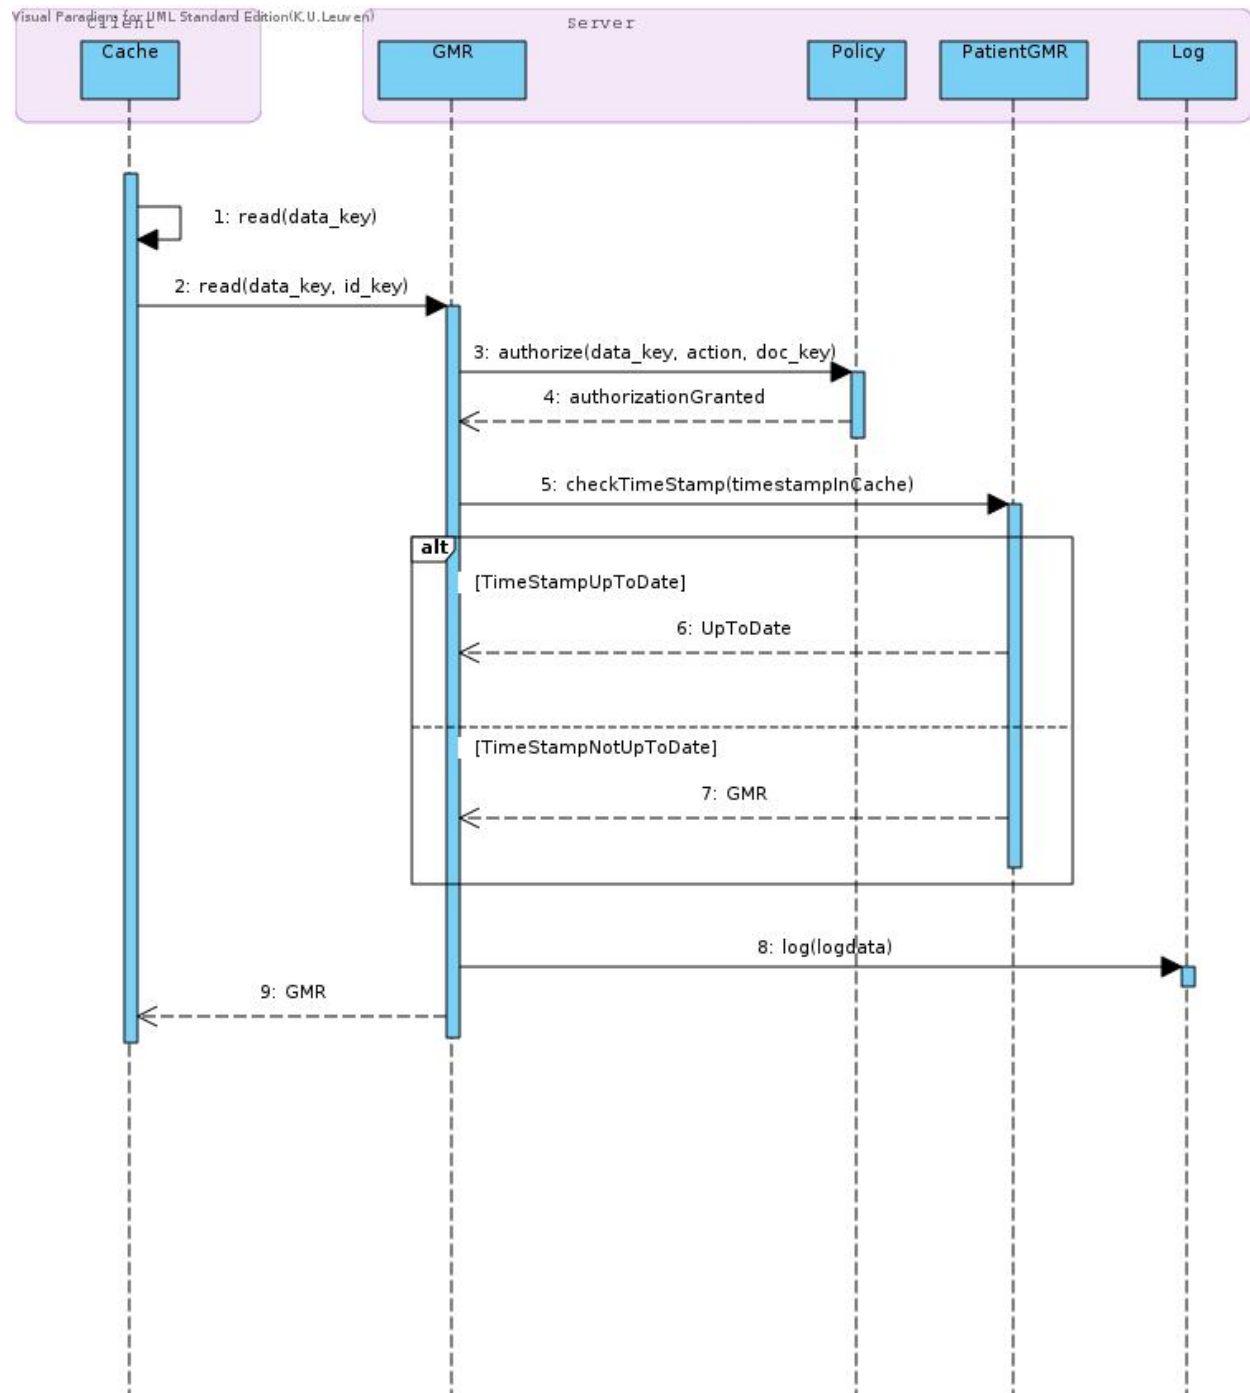 Visual Paradigm for UML Standard Edition(K.U.Leuven)
Client
Server
Cache
GMR
Policy
PatientGMR
Log
1: read(data_key)
2: read(data_key, id_key)
3: authorize(data_key, action, doc_key)
4: authorizationGranted
5: checkTimeStamp(timestampInCache)
alt
[TimeStampUpToDate]
6: UpToDate
[TimeStampNotUpToDate]
7: GMR
8: log(logdata)
9: GMR